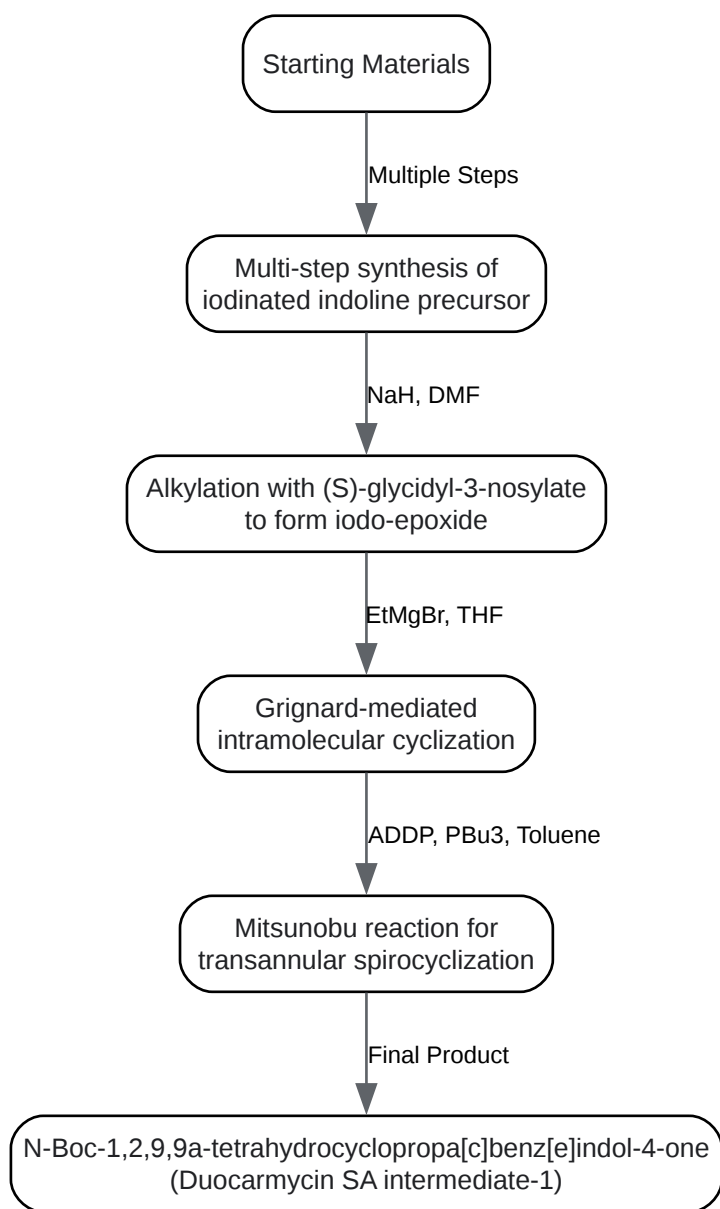 Starting Materials
Multiple Steps
Multi-step synthesis of
iodinated indoline precursor
NaH, DMF
Alkylation with (S)-glycidyl-3-nosylate
to form iodo-epoxide
EtMgBr, THF
Grignard-mediated
intramolecular cyclization
ADDP, PBu3, Toluene
Mitsunobu reaction for
transannular spirocyclization
Final Product
N-Boc-1,2,9,9a-tetrahydrocyclopropa[c]benz[e]indol-4-one
(Duocarmycin SA intermediate-1)